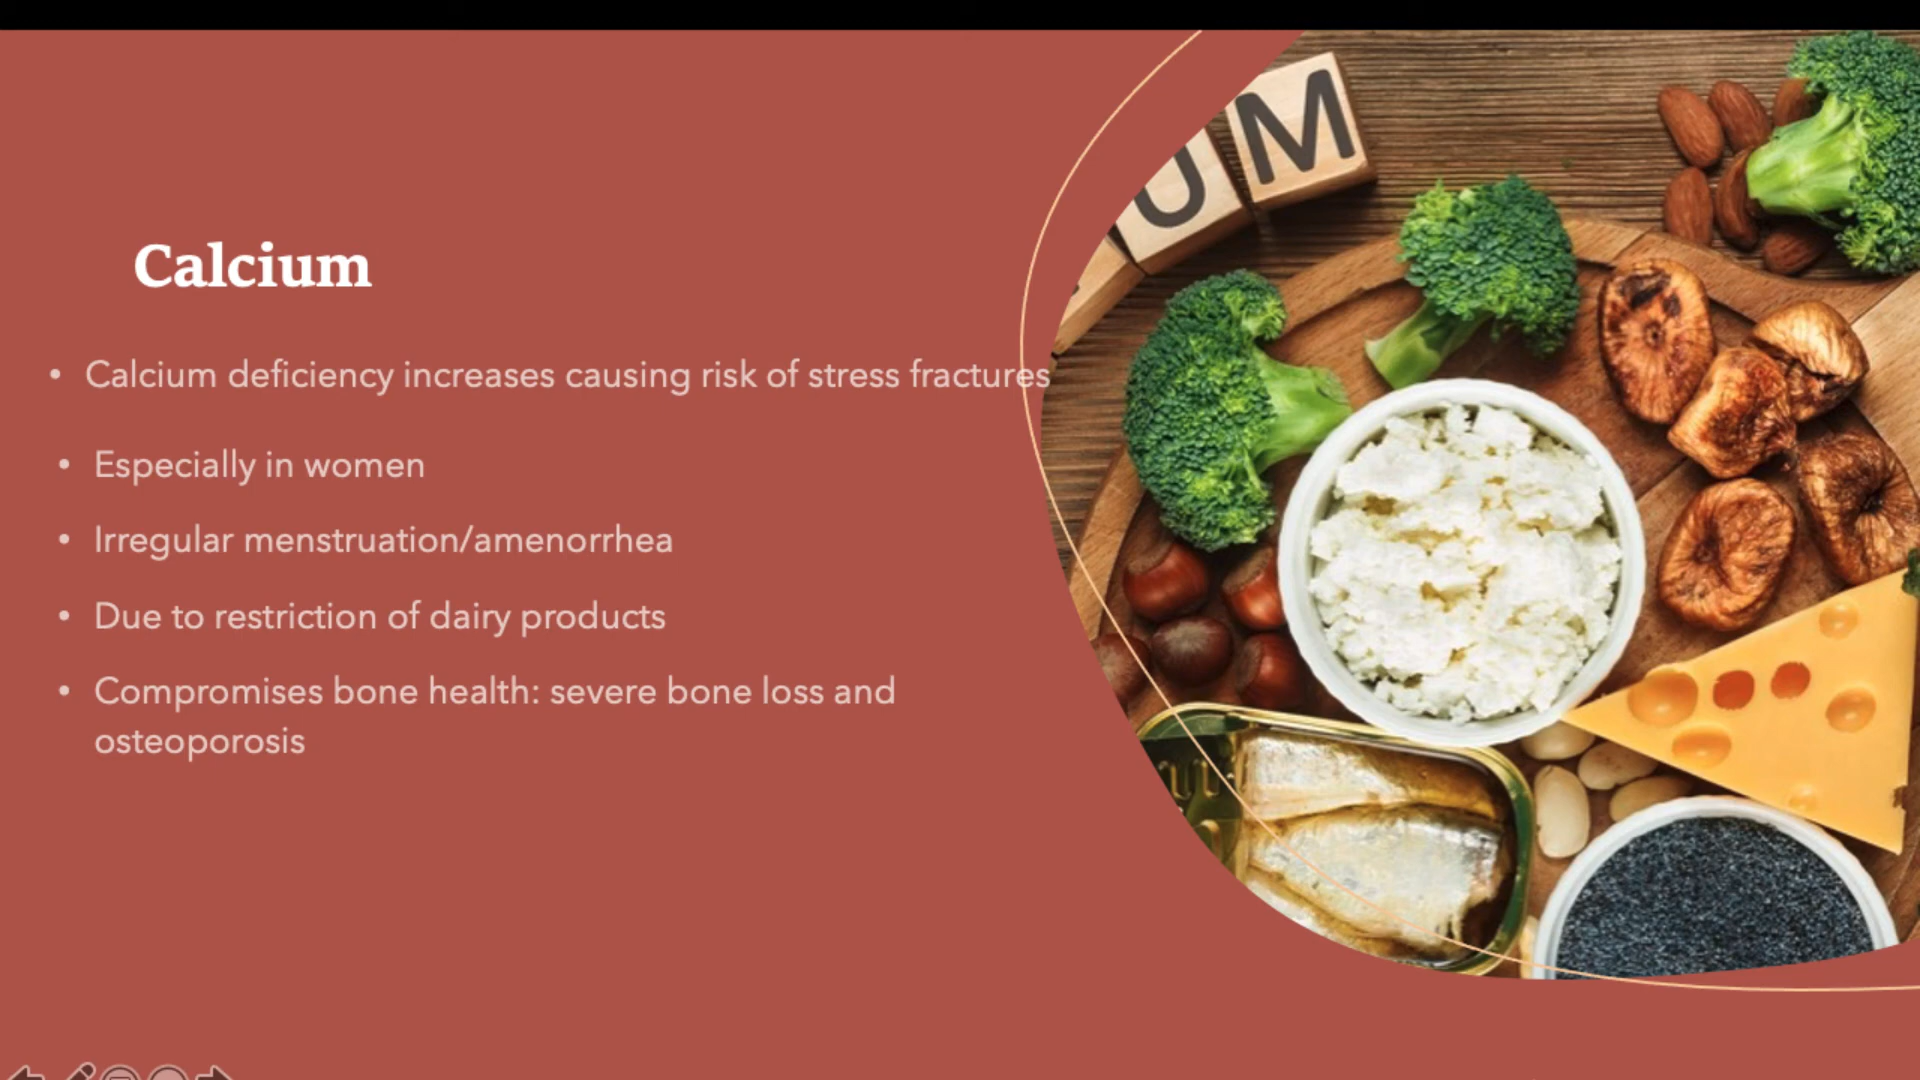 UM
Calcium
• Calcium deficiency increases causing risk of stress fractures
• Especially in women
• Irregular menstruation/amenorrhea
• Due to restriction of dairy products
• Compromises bone health: severe bone loss and
osteoporosis